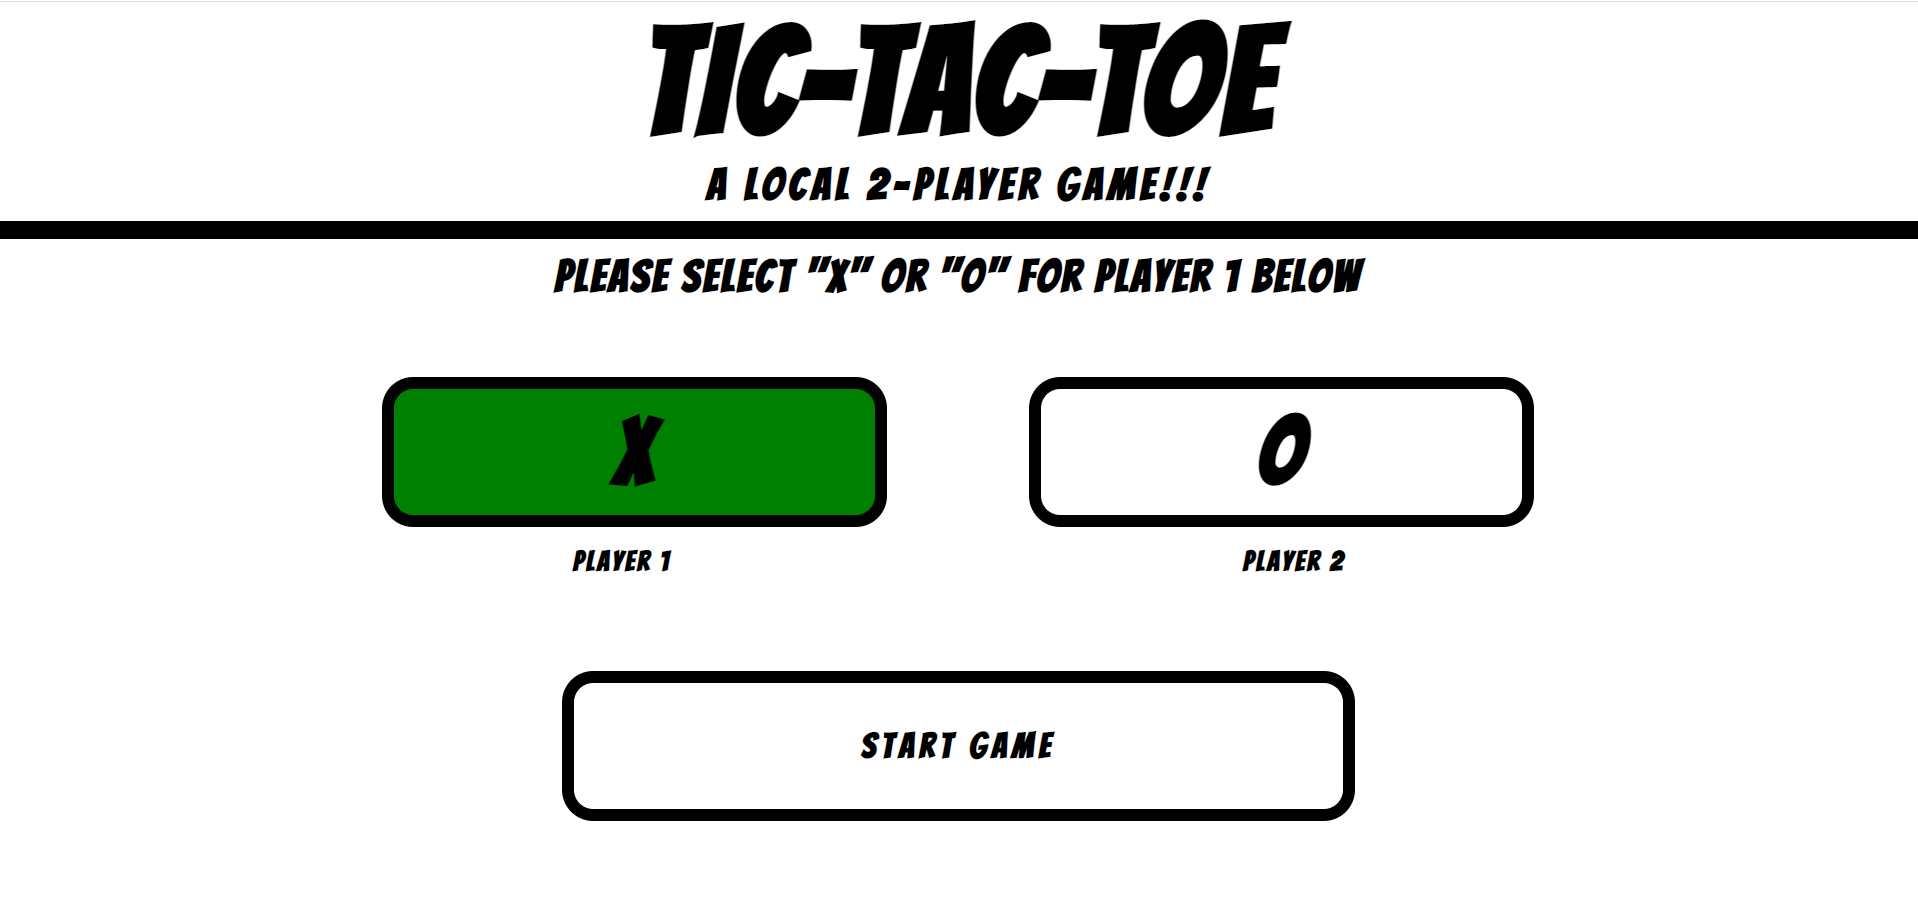 TIC-TAC-TOE
A LOCAL 2-PLAYER GAME!!!
PLEASE SELECT "X" OR "O" FOR PLAYER 1 BELOW
X
O
PLAYER 1
PLAYER 2
START GAME